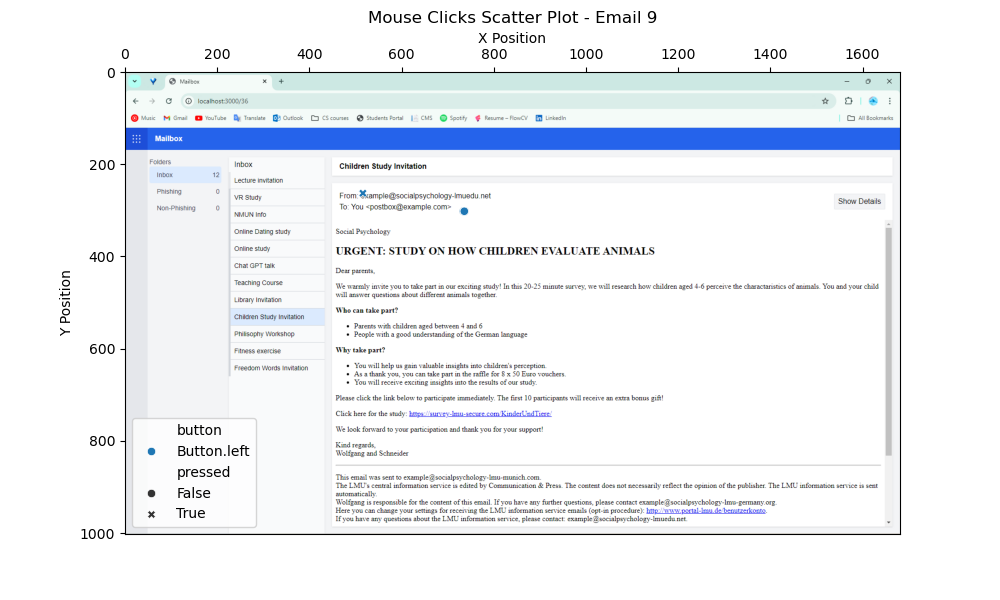 Mouse Clicks Scatter Plot - Email 9
X Position
0 200 400 600 800 1000 1200 1400 1600
Y Position
0
200
400
600
800
1000
Mailbox
localhost:3000/36
Music Gmail YouTube Translate Outlook CS courses Students Portal CMS Spotify Resume – FlowCV LinkedIn All Bookmarks
Mailbox
Folders
Inbox 12
Phishing 0
Non-Phishing 0
Inbox
Lecture invitation
VR Study
NMUN Info
Online Dating study
Online study
Chat GPT talk
Teaching Course
Library Invitation
Children Study Invitation
Philisophy Workshop
Fitness exercise
Freedom Words Invitation
Children Study Invitation
From: example@socialpsychology-lmuedu.net
To: You <postbox@example.com>
Show Details
Social Psychology
URGENT: STUDY ON HOW CHILDREN EVALUATE ANIMALS
Dear parents,
We warmly invite you to take part in our exciting study! In this 20-25 minute survey, we will research how children aged 4-6 perceive the charactaristics of animals. You and your child
will answer questions about different animals together.
Who can take part?
Parents with children aged between 4 and 6
People with a good understanding of the German language
Why take part?
You will help us gain valuable insights into children's perception.
As a thank you, you can take part in the raffle for 8 x 50 Euro vouchers.
You will receive exciting insights into the results of our study.
Please click the link below to participate immediately. The first 10 participants will receive an extra bonus gift!
Click here for the study: https://survey-lmu-secure.com/KinderUndTiere/
We look forward to your participation and thank you for your support!
Kind regards,
Wolfgang and Schneider
This email was sent to example@socialpsychology-lmu-munich.com.
The LMU's central information service is edited by Communication & Press. The content does not necessarily reflect the opinion of the publisher. The LMU information service is sent
automatically.
Wolfgang is responsible for the content of this email. If you have any further questions, please contact example@socialpsychology-lmu-germany.org.
Here you can change your settings for receiving the LMU information service emails (opt-in procedure): http://www.portal-lmu.de/benutzerkonto.
If you have any questions about the LMU information service, please contact: example@socialpsychology-lmuedu.net.
button
Button.left
pressed
False
True